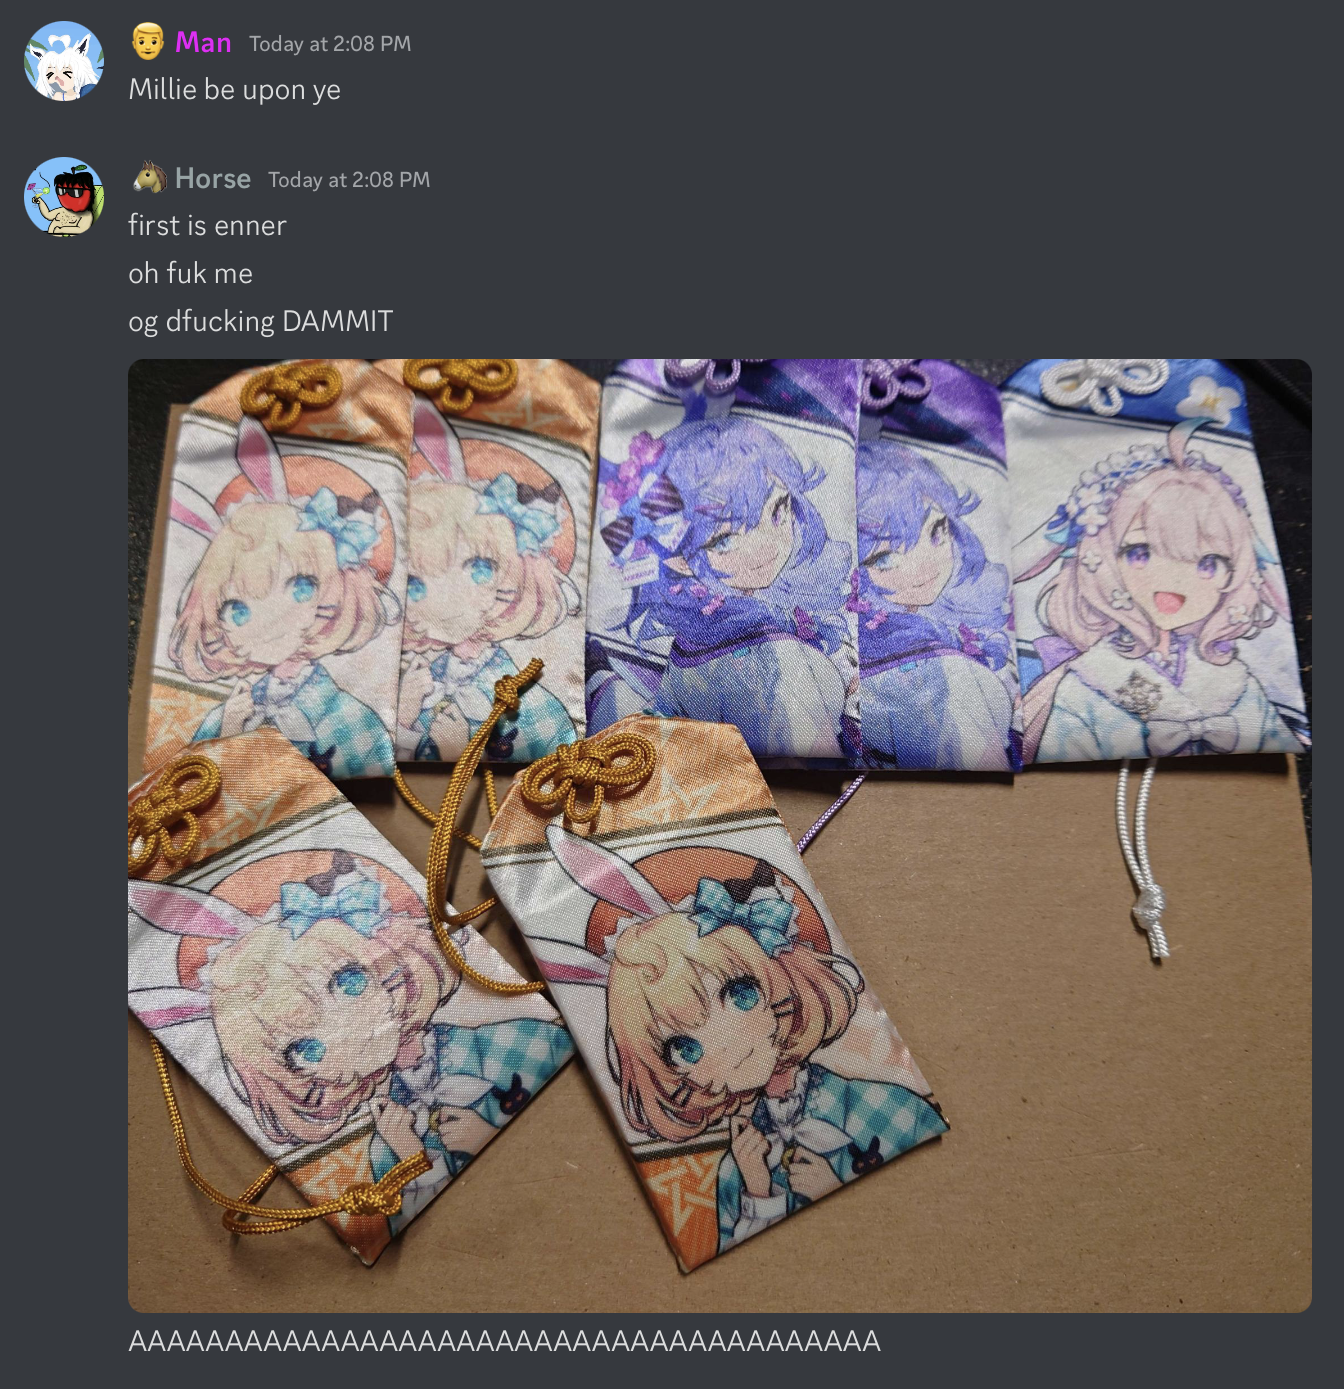 Man Today at 2:08 PM
Millie be upon ye
Horse Today at 2:08 PM
first is enner
oh fuk me
og dfucking DAMMIT
AAAAAAAAAAAAAAAAAAAAAAAAAAAAAAAAAAAAAAA